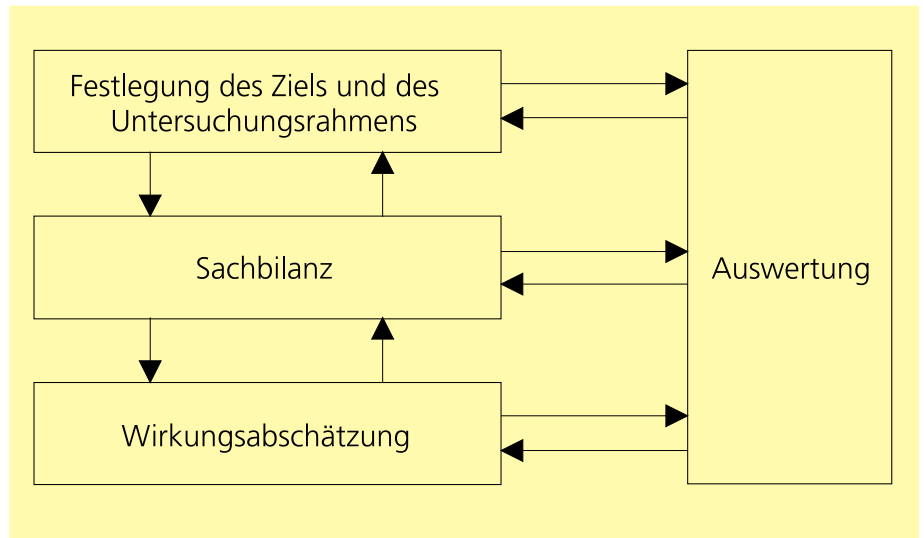 Festlegung des Ziels und des
Untersuchungsrahmens
Sachbilanz
Auswertung
Wirkungsabschätzung